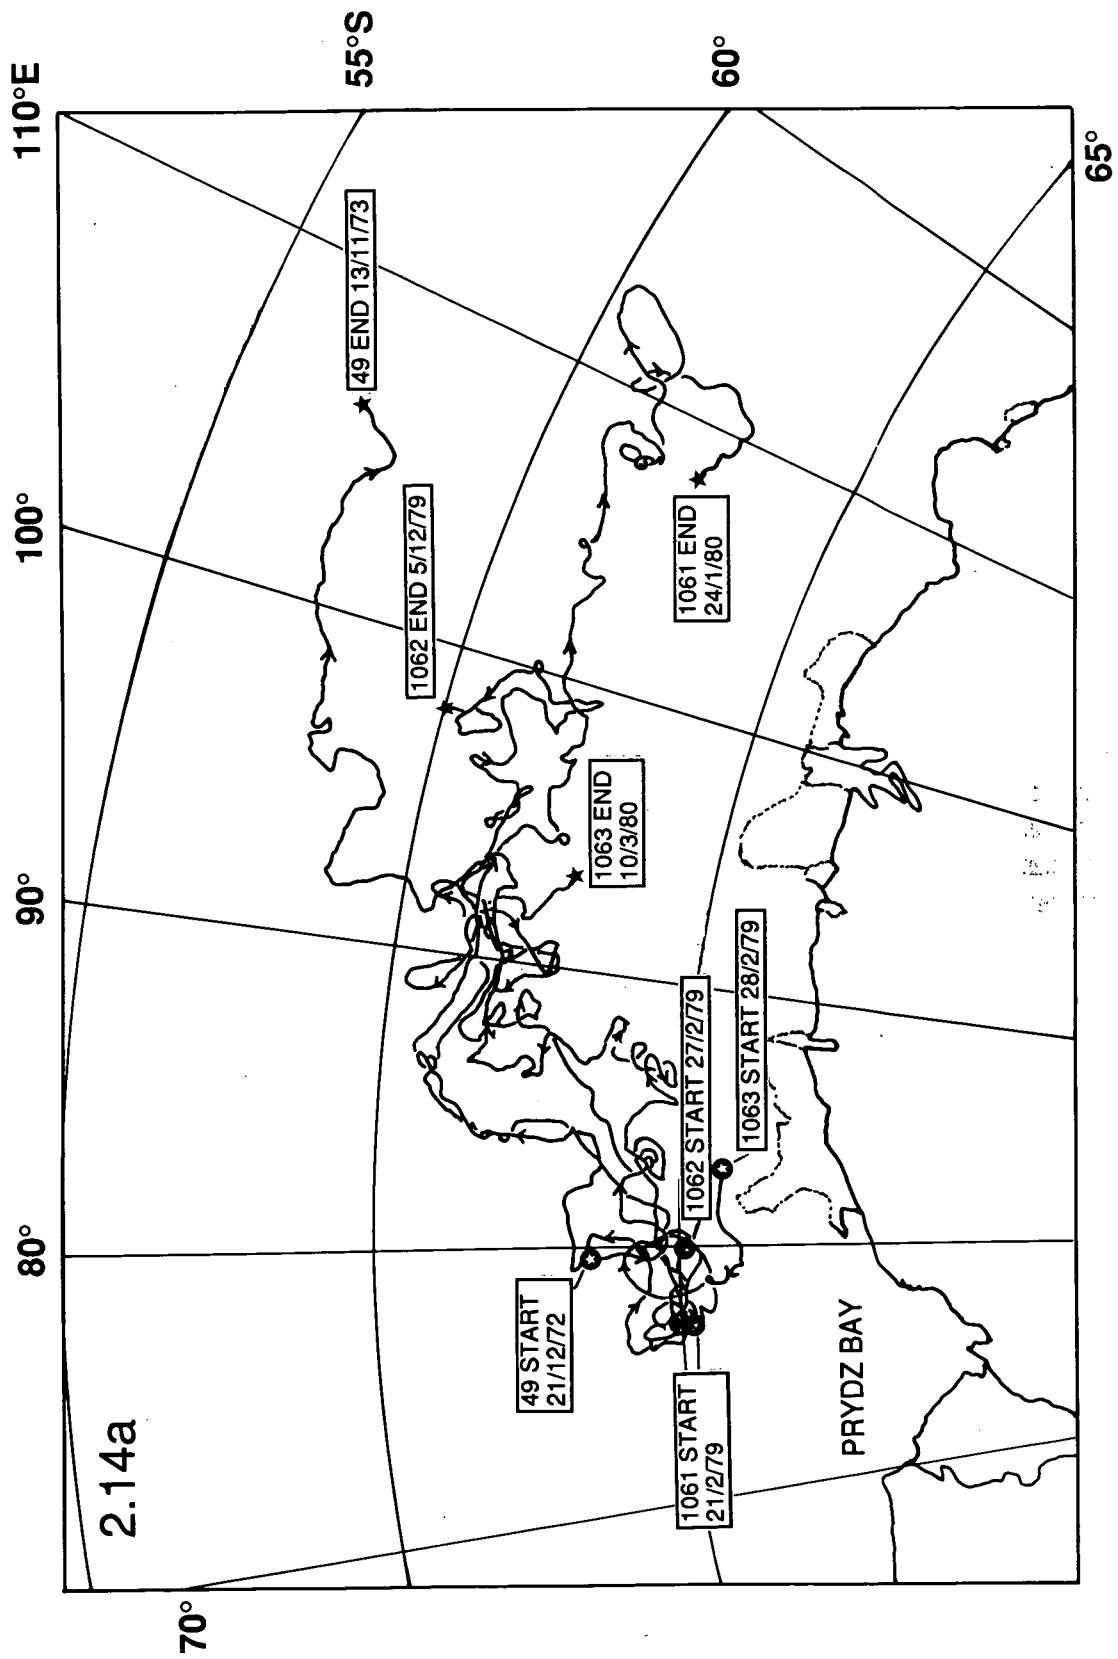 2.14a
70°
80°
90°
100°
110°E
55°S
60°
65°
49 START
21/12/72
49 END 13/11/73
1062 END 5/12/79
1063 END
10/3/80
1061 END
24/1/80
1062 START 27/2/79
1063 START 28/2/79
1061 START
21/2/79
PRYDZ BAY